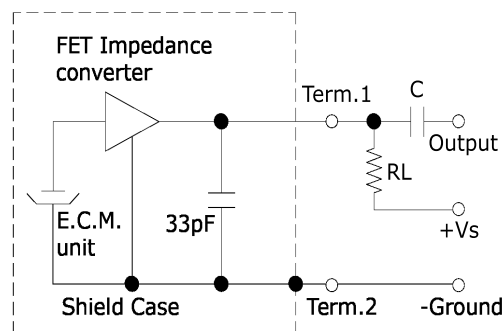 FET Impedance
converter
Term.1
C
Output
RL
E.C.M.
unit
33pF
+Vs
Shield Case
Term.2
-Ground